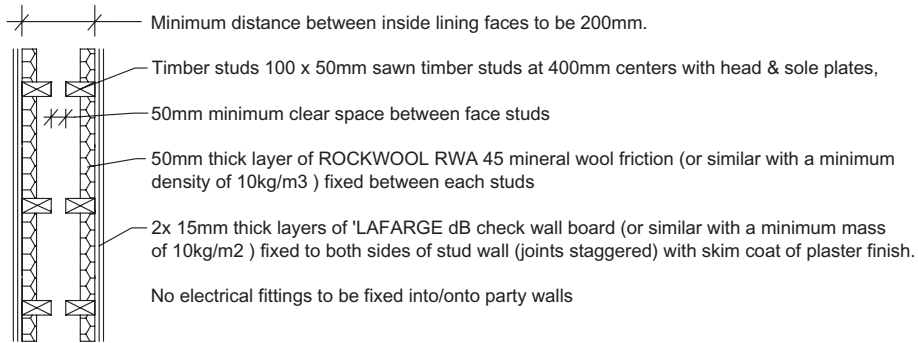 Minimum distance between inside lining faces to be 200mm.
Timber studs 100 x 50mm sawn timber studs at 400mm centers with head & sole plates,
50mm minimum clear space between face studs
50mm thick layer of ROCKWOOL RWA 45 mineral wool friction (or similar with a minimum
density of 10kg/m3 ) fixed between each studs
2x 15mm thick layers of 'LAFARGE dB check wall board (or similar with a minimum mass
of 10kg/m2 ) fixed to both sides of stud wall (joints staggered) with skim coat of plaster finish.
No electrical fittings to be fixed into/onto party walls